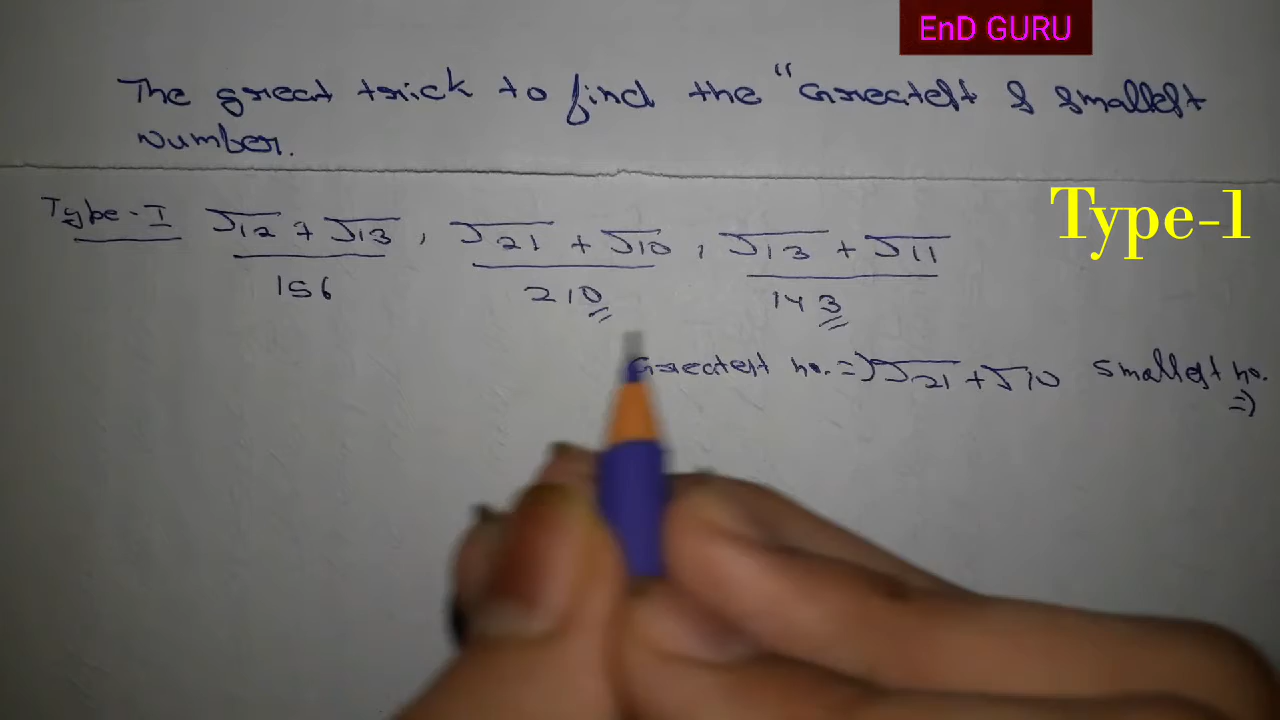 EnD GURU
The great trick to find the "Greatest & smallest
number.
Type-I √12 + √13 , √21 + √10 , √13 + √11
Type-1
156 210 143
Greatest no. => √21 + √10 smallest no.
=>